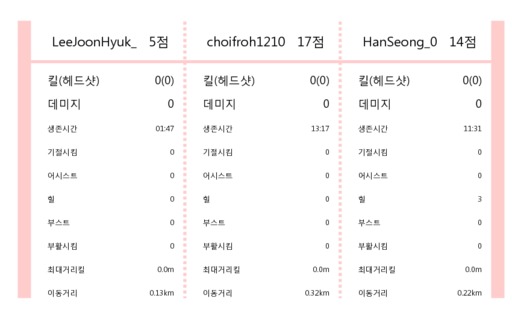 LeeJoonHyuk_ 5점 choifroh1210 17점 HanSeong_0 14점
킬(헤드샷) 0(0) 킬(헤드샷) 0(0) 킬(헤드샷) 0(0)
데미지 0 데미지 0 데미지 0
생존시간 01:47 생존시간 13:17 생존시간 11:31
기절시킴 0 기절시킴 0 기절시킴 0
어시스트 0 어시스트 0 어시스트 0
힐 0 힐 0 힐 3
부스트 0 부스트 0 부스트 0
부활시킴 0 부활시킴 0 부활시킴 0
최대거리킬 0.0m 최대거리킬 0.0m 최대거리킬 0.0m
이동거리 0.13km 이동거리 0.32km 이동거리 0.22km